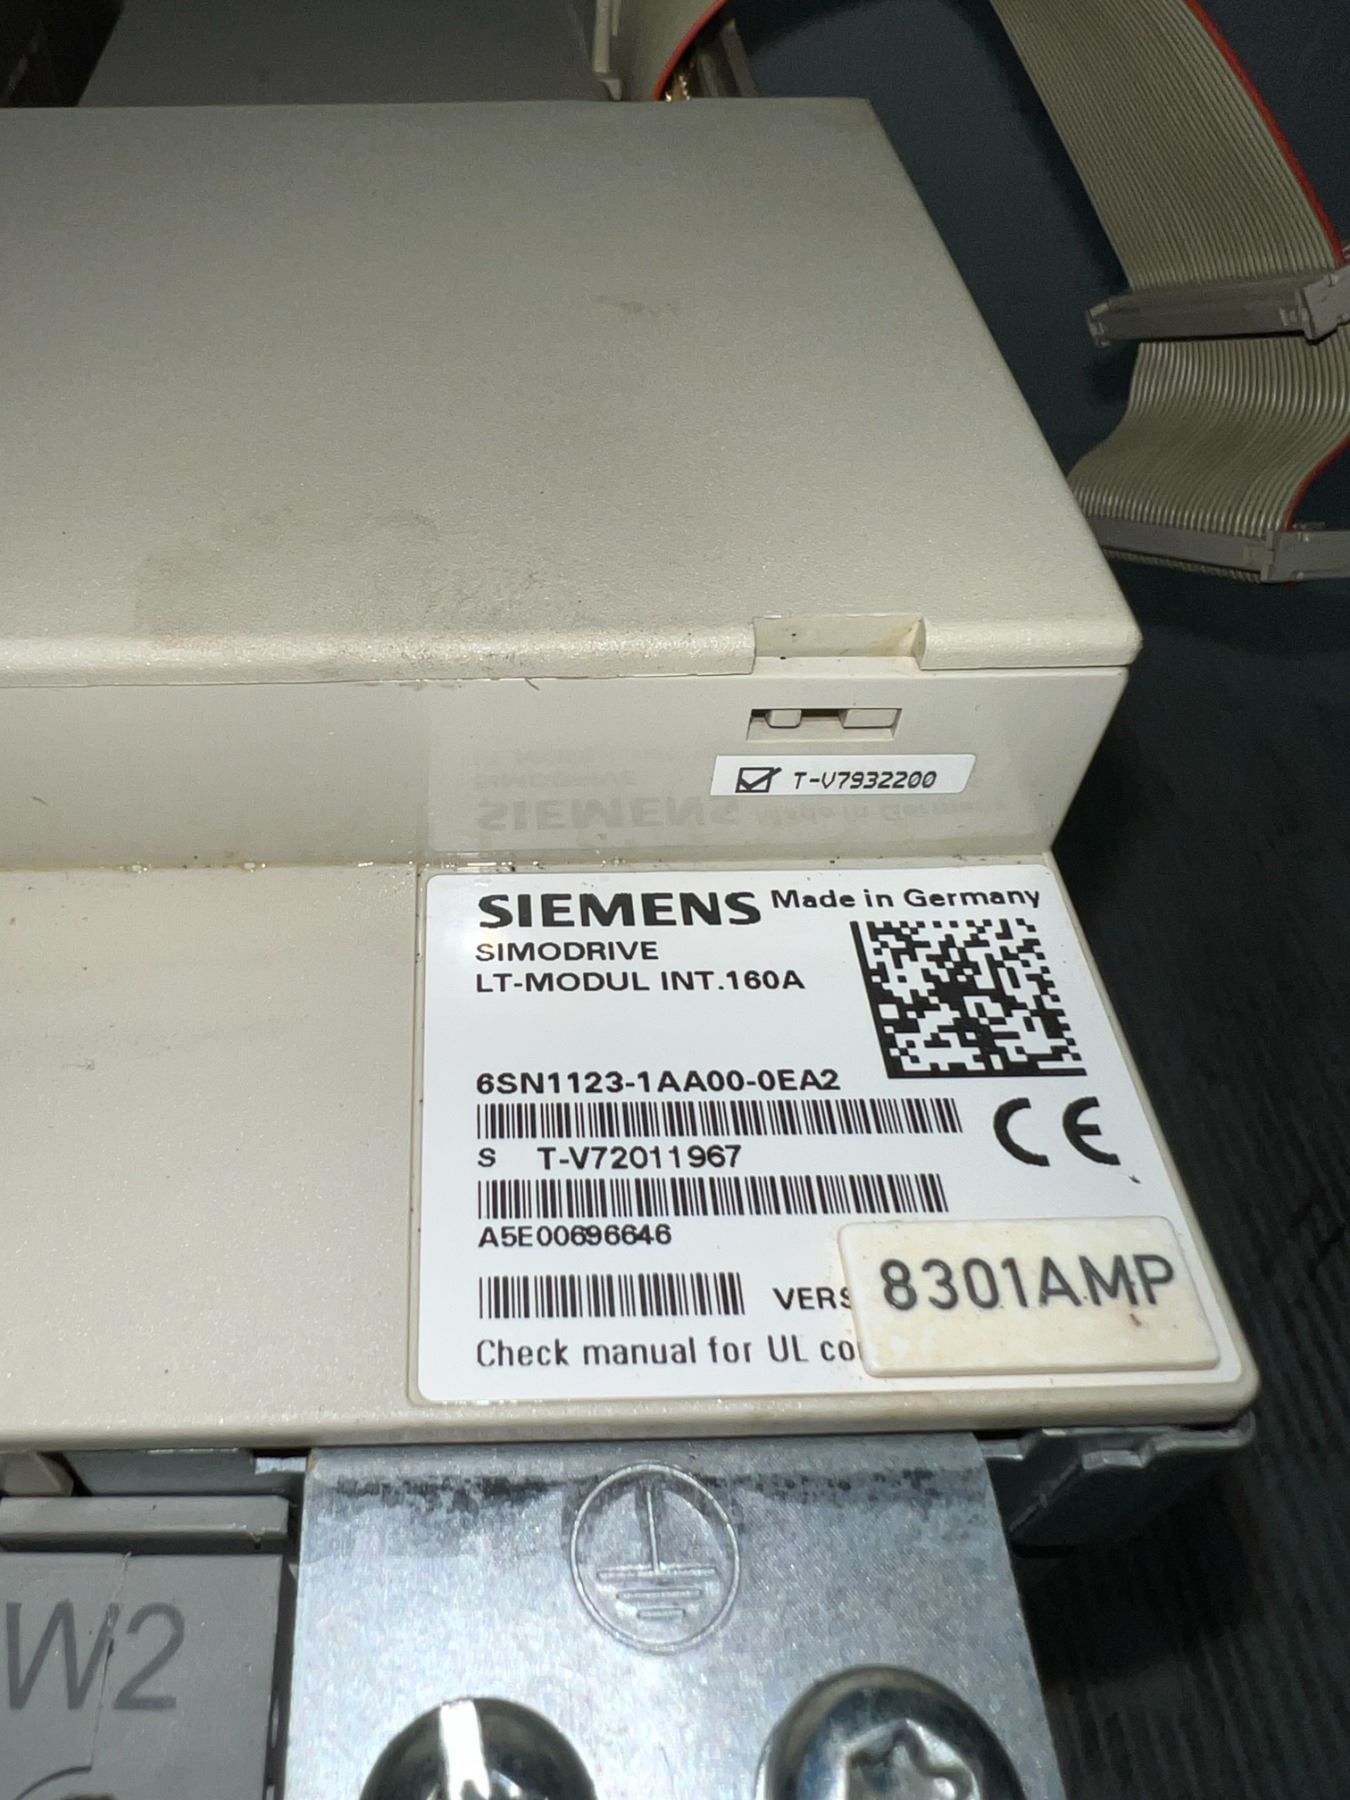 T-V7932200
SIEMENS Made in Germany
SIMODRIVE
LT-MODUL INT.160A
6SN1123-1AA00-0EA2
S T-V72011967
A5E00696646
VERS
8301AMP
Check manual for UL co
W2